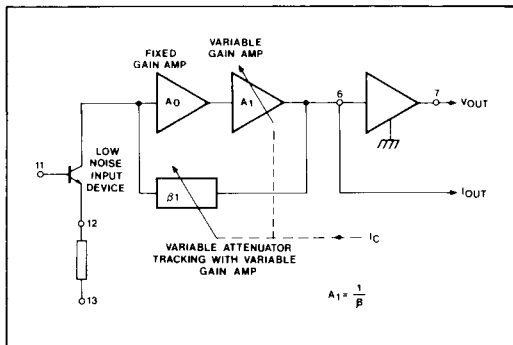 FIXED
GAIN AMP
VARIABLE
GAIN AMP
A0
A1
6
7
VOUT
11
LOW
NOISE
INPUT
DEVICE
β1
IOUT
12
IC
VARIABLE ATTENUATOR
TRACKING WITH VARIABLE
GAIN AMP
A1 = 1/β
13